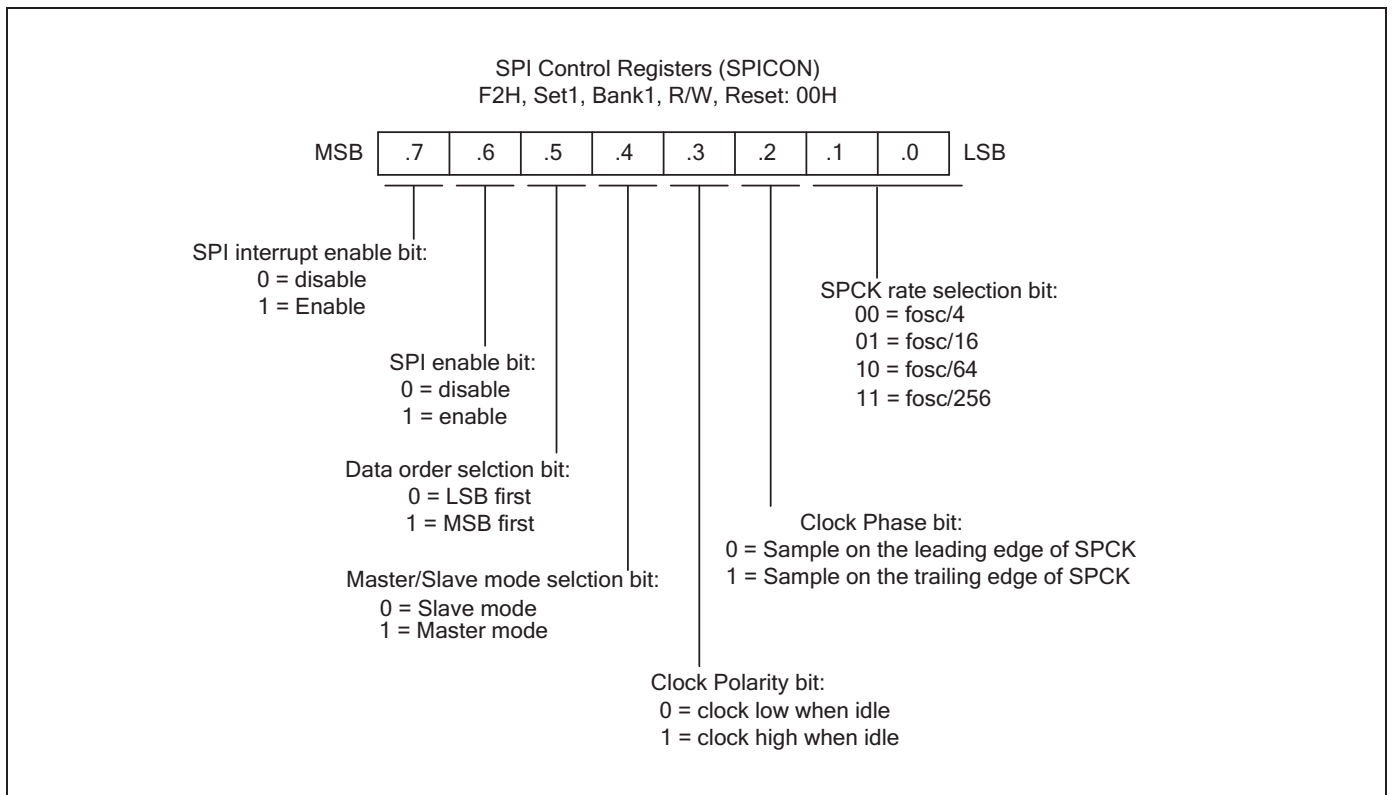 SPI Control Registers (SPICON)
F2H, Set1, Bank1, R/W, Reset: 00H
MSB .7 .6 .5 .4 .3 .2 .1 .0 LSB
SPI interrupt enable bit:
0 = disable
1 = Enable
SPCK rate selection bit:
00 = fosc/4
01 = fosc/16
10 = fosc/64
11 = fosc/256
SPI enable bit:
0 = disable
1 = enable
Data order selction bit:
0 = LSB first
1 = MSB first
Clock Phase bit:
0 = Sample on the leading edge of SPCK
1 = Sample on the trailing edge of SPCK
Master/Slave mode selction bit:
0 = Slave mode
1 = Master mode
Clock Polarity bit:
0 = clock low when idle
1 = clock high when idle